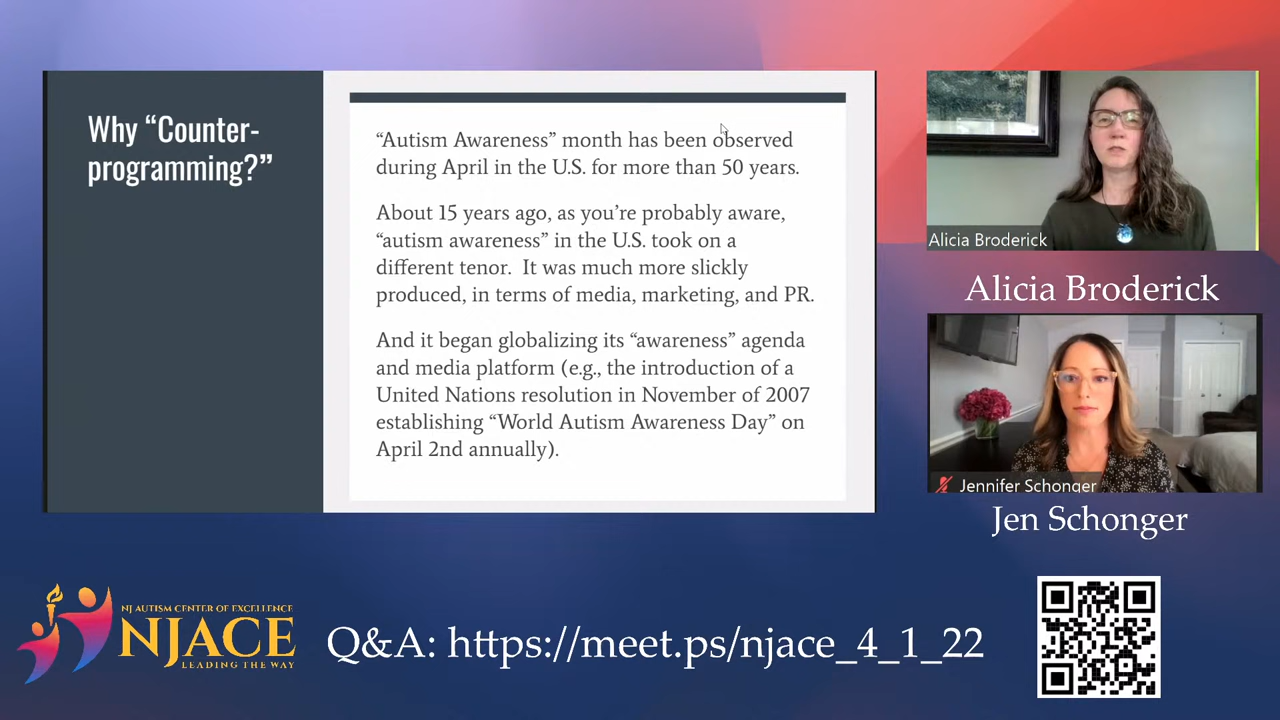 Why “Counter-
programming?”
“Autism Awareness” month has been observed
during April in the U.S. for more than 50 years.
About 15 years ago, as you’re probably aware,
“autism awareness” in the U.S. took on a
different tenor.  It was much more slickly
produced, in terms of media, marketing, and PR.
And it began globalizing its “awareness” agenda
and media platform (e.g., the introduction of a
United Nations resolution in November of 2007
establishing “World Autism Awareness Day” on
April 2nd annually).
Alicia Broderick
Alicia Broderick
Jennifer Schonger
Jen Schonger
NJ AUTISM CENTER OF EXCELLENCE
NJACE
LEADING THE WAY
Q&A: https://meet.ps/njace_4_1_22